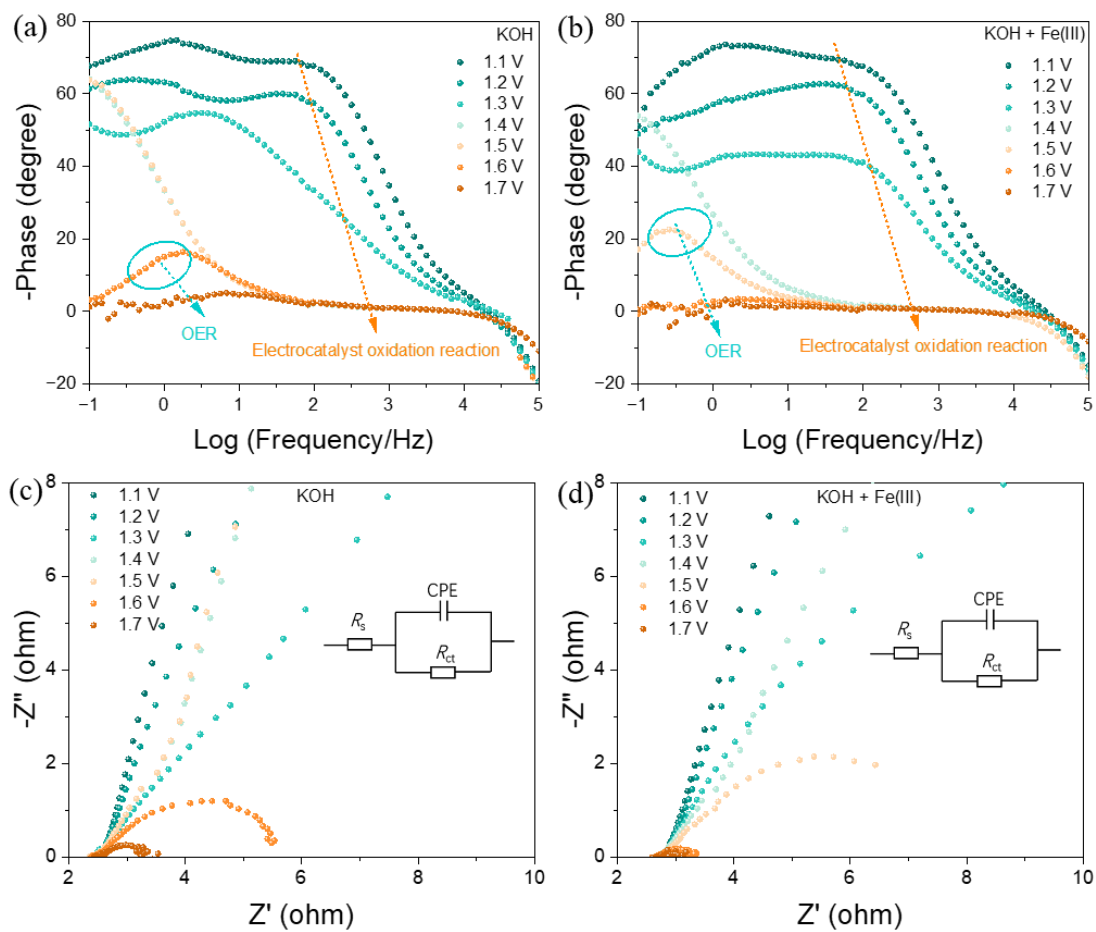 (a)
KOH
1.1 V
1.2 V
1.3 V
1.4 V
1.5 V
1.6 V
1.7 V
OER
Electrocatalyst oxidation reaction
80
60
40
20
0
−20
−1
0
1
2
3
4
5
-Phase (degree)
Log (Frequency/Hz)
(b)
KOH + Fe(III)
1.1 V
1.2 V
1.3 V
1.4 V
1.5 V
1.6 V
1.7 V
OER
Electrocatalyst oxidation reaction
80
60
40
20
0
−20
−1
0
1
2
3
4
5
-Phase (degree)
Log (Frequency/Hz)
(c)
KOH
1.1 V
1.2 V
1.3 V
1.4 V
1.5 V
1.6 V
1.7 V
CPE
Rs
Rct
8
6
4
2
0
2
4
6
8
10
-Z" (ohm)
Z' (ohm)
(d)
KOH + Fe(III)
1.1 V
1.2 V
1.3 V
1.4 V
1.5 V
1.6 V
1.7 V
CPE
Rs
Rct
8
6
4
2
0
2
4
6
8
10
-Z" (ohm)
Z' (ohm)